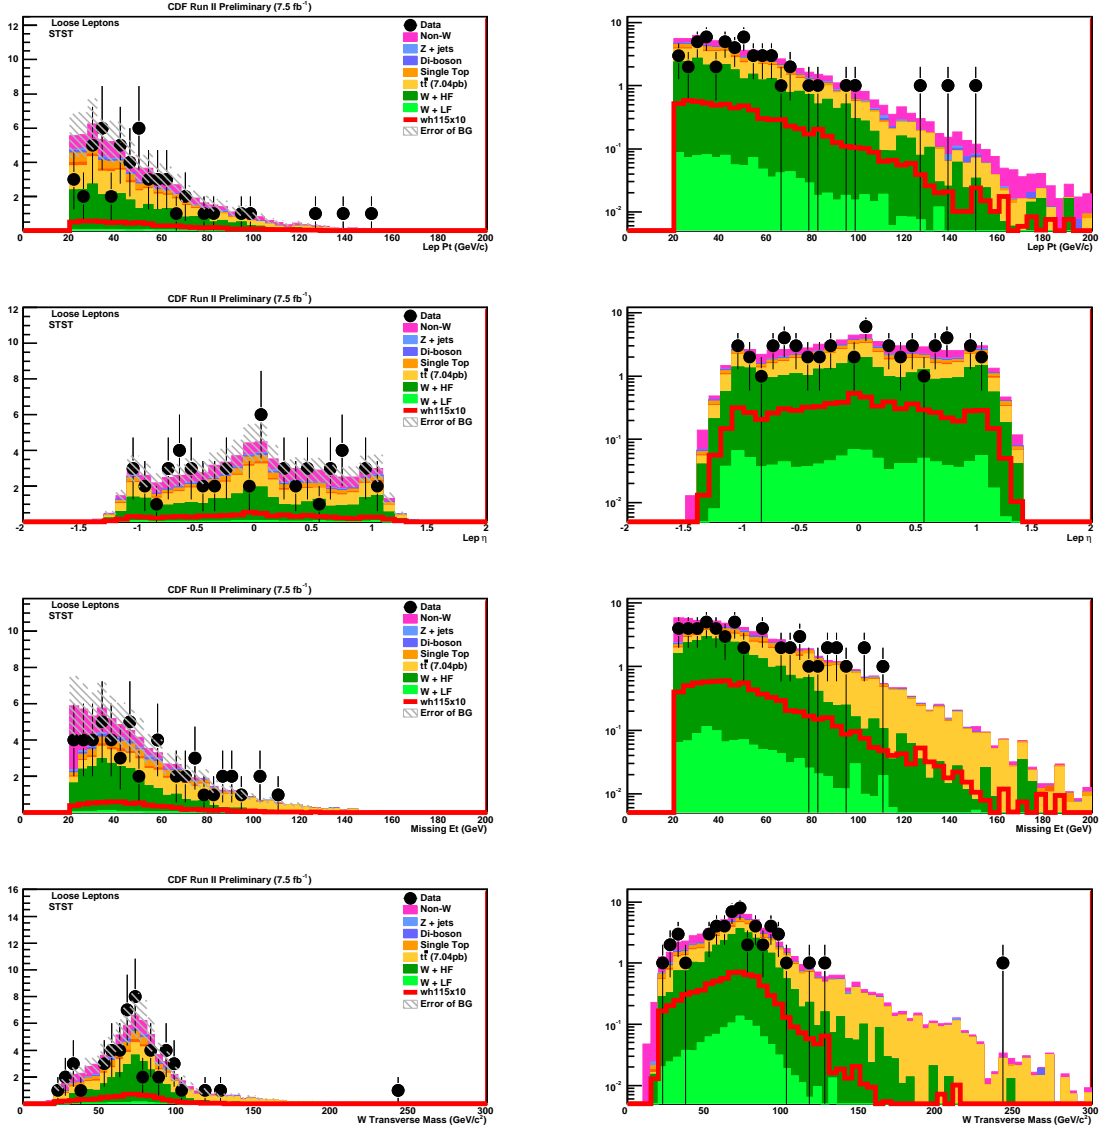 CDF Run II Preliminary (7.5 fb-1)
Loose Leptons
STST
Data
Non-W
Z + jets
Di-boson
Single Top
tt̄ (7.04pb)
W + HF
W + LF
wh115x10
Error of BG
12
10
8
6
4
2
0 20 40 60 80 100 120 140 160 180 200
Lep Pt (GeV/c)
10
1
10-1
10-2
0 20 40 60 80 100 120 140 160 180 200
Lep Pt (GeV/c)
CDF Run II Preliminary (7.5 fb-1)
Loose Leptons
STST
Data
Non-W
Z + jets
Di-boson
Single Top
tt̄ (7.04pb)
W + HF
W + LF
wh115x10
Error of BG
12
10
8
6
4
2
-2 -1.5 -1 -0.5 0 0.5 1 1.5 2
Lep η
10
1
10-1
10-2
-2 -1.5 -1 -0.5 0 0.5 1 1.5 2
Lep η
CDF Run II Preliminary (7.5 fb-1)
Loose Leptons
STST
Data
Non-W
Z + jets
Di-boson
Single Top
tt̄ (7.04pb)
W + HF
W + LF
wh115x10
Error of BG
10
8
6
4
2
0 20 40 60 80 100 120 140 160 180 200
Missing Et (GeV)
10
1
10-1
10-2
0 20 40 60 80 100 120 140 160 180 200
Missing Et (GeV)
CDF Run II Preliminary (7.5 fb-1)
Loose Leptons
STST
Data
Non-W
Z + jets
Di-boson
Single Top
tt̄ (7.04pb)
W + HF
W + LF
wh115x10
Error of BG
16
14
12
10
8
6
4
2
0 50 100 150 200 250 300
W Transverse Mass (GeV/c2)
10
1
10-1
10-2
0 50 100 150 200 250 300
W Transverse Mass (GeV/c2)